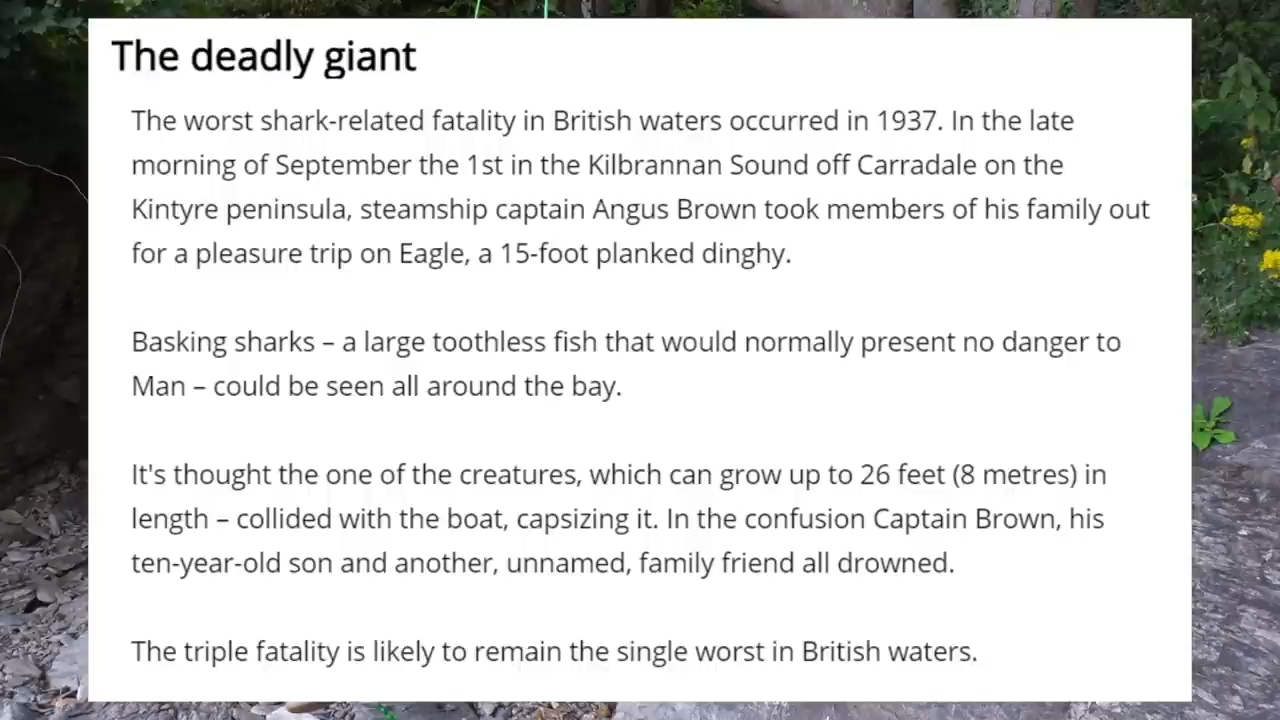 The deadly giant
The worst shark-related fatality in British waters occurred in 1937. In the late
morning of September the 1st in the Kilbrannan Sound off Carradale on the
Kintyre peninsula, steamship captain Angus Brown took members of his family out
for a pleasure trip on Eagle, a 15-foot planked dinghy.
Basking sharks – a large toothless fish that would normally present no danger to
Man – could be seen all around the bay.
It's thought the one of the creatures, which can grow up to 26 feet (8 metres) in
length – collided with the boat, capsizing it. In the confusion Captain Brown, his
ten-year-old son and another, unnamed, family friend all drowned.
The triple fatality is likely to remain the single worst in British waters.